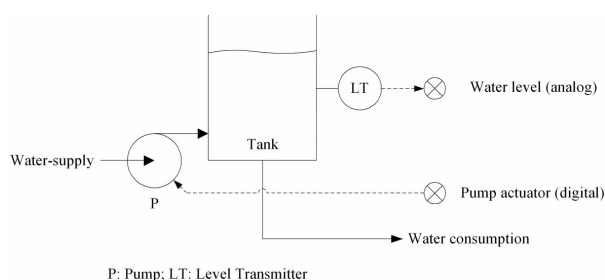 LT
Water level (analog)
Tank
Water-supply
P
Pump actuator (digital)
Water consumption
P: Pump; LT: Level Transmitter